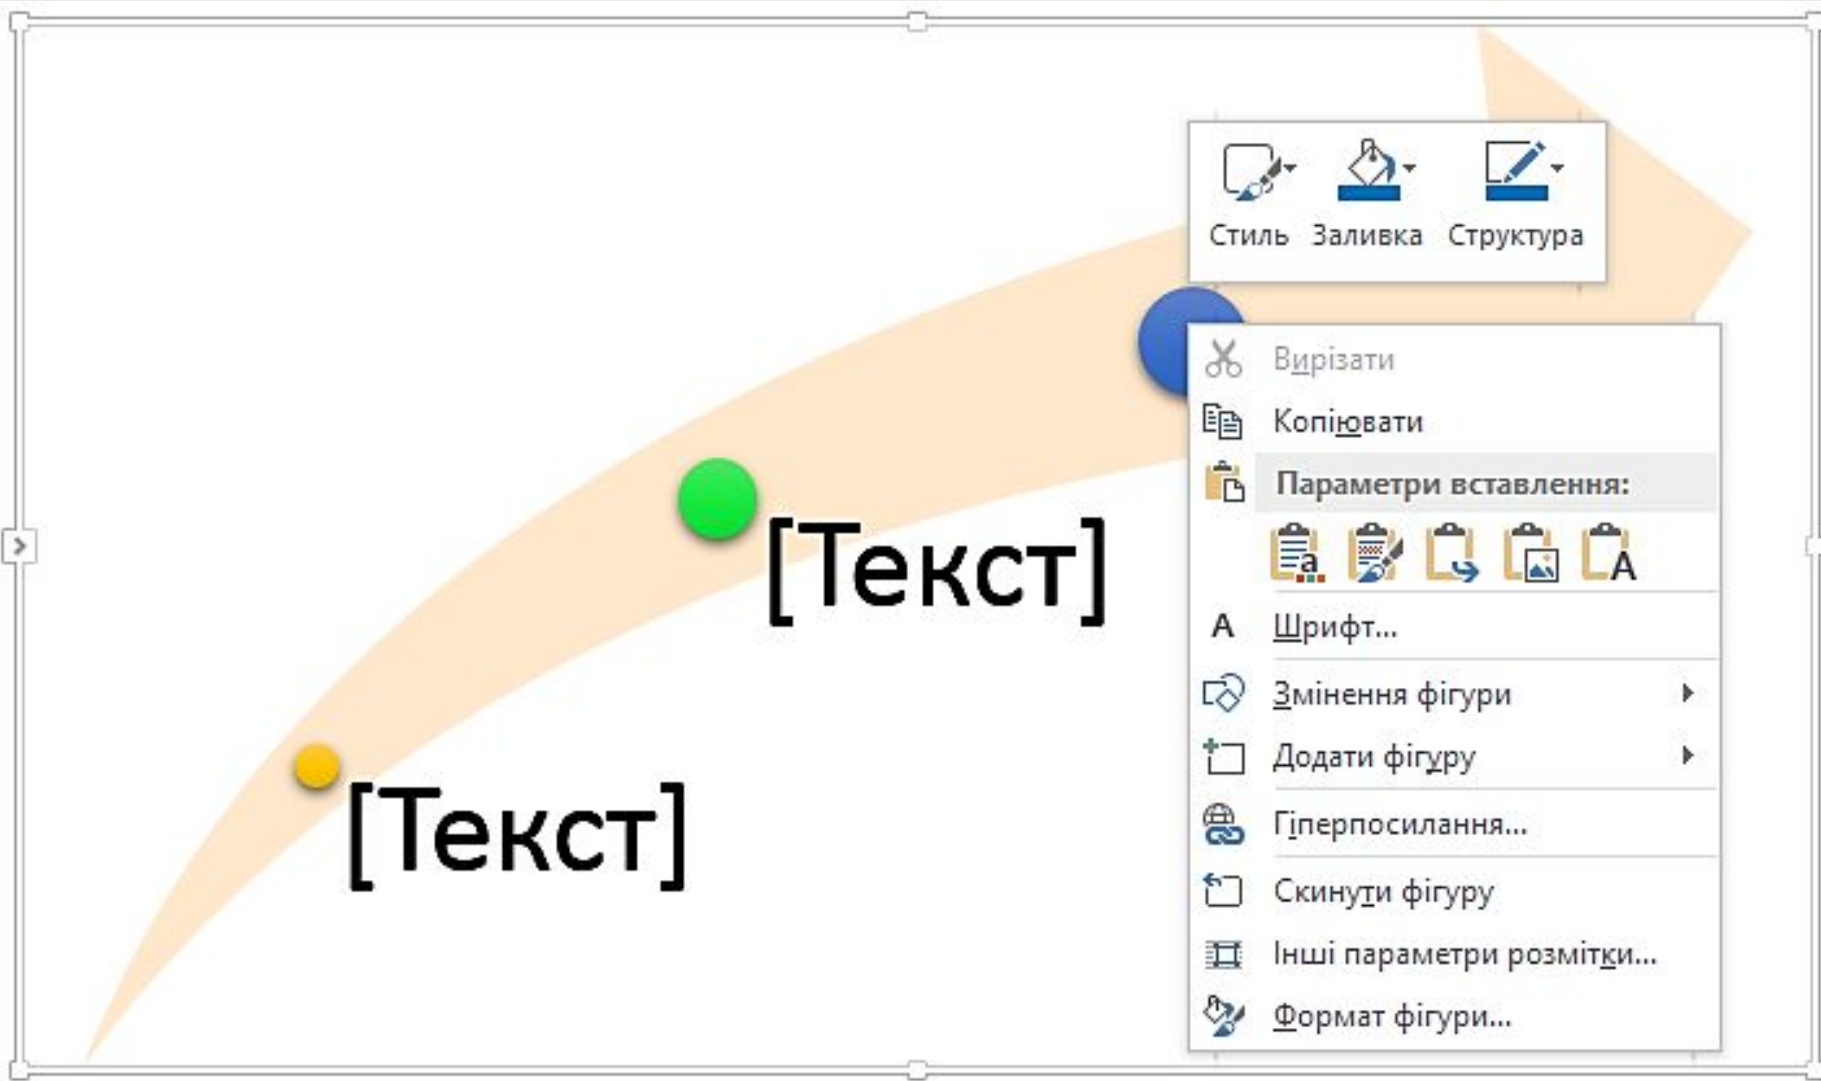 Стиль Заливка Структура
Вирізати
Копіювати
Параметри вставлення:
[Текст]
Шрифт...
Змінення фігури
Додати фігуру
[Текст]
Гіперпосилання...
Скинути фігуру
Інші параметри розмітки...
Формат фігури...